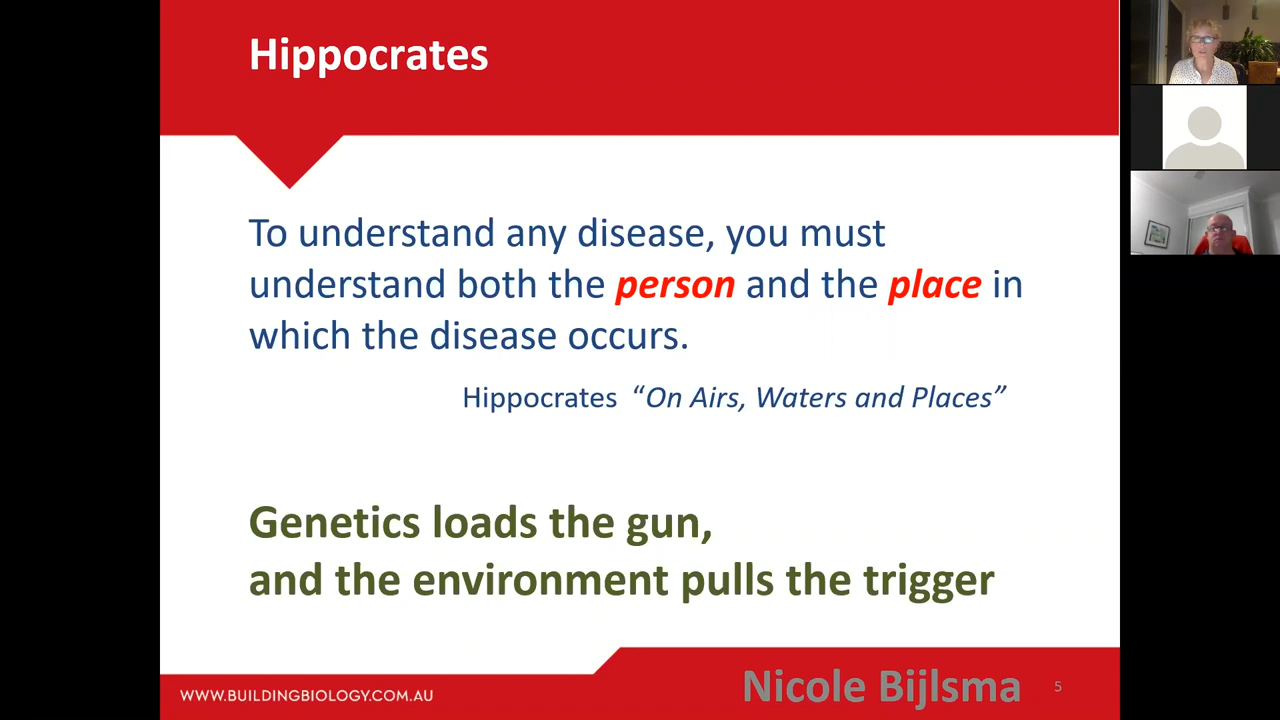 Hippocrates
To understand any disease, you must
understand both the person and the place in
which the disease occurs.
Hippocrates “On Airs, Waters and Places”
Genetics loads the gun,
and the environment pulls the trigger
WWW.BUILDINGBIOLOGY.COM.AU
Nicole Bijlsma
5